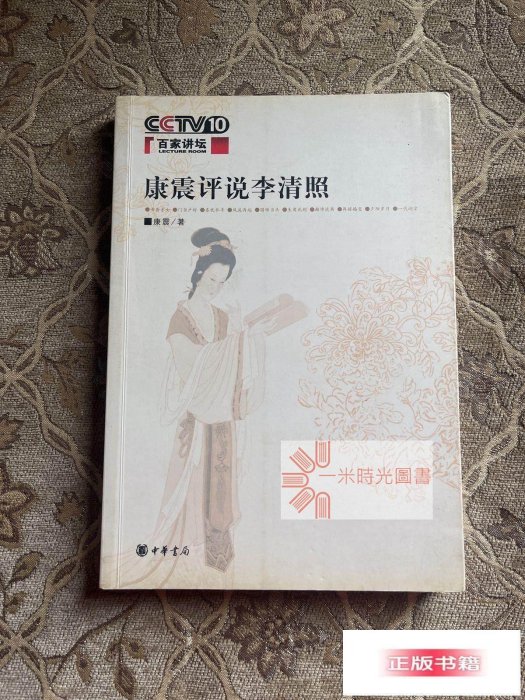 CCTV10
百家讲坛
LECTURE ROOM
康震评说李清照
康震/著
一米時光圖書
中華書局
正版书籍